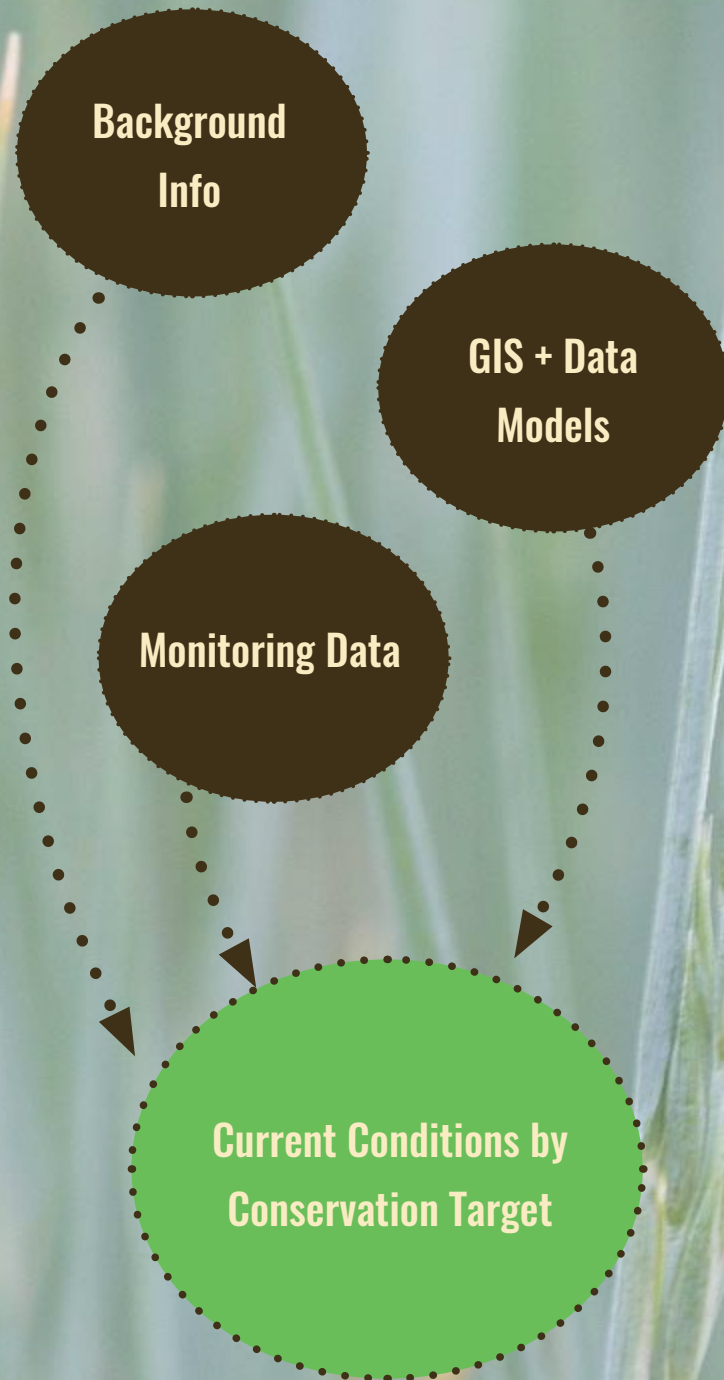 Background
Info
GIS + Data
Models
Monitoring Data
Current Conditions by
Conservation Target